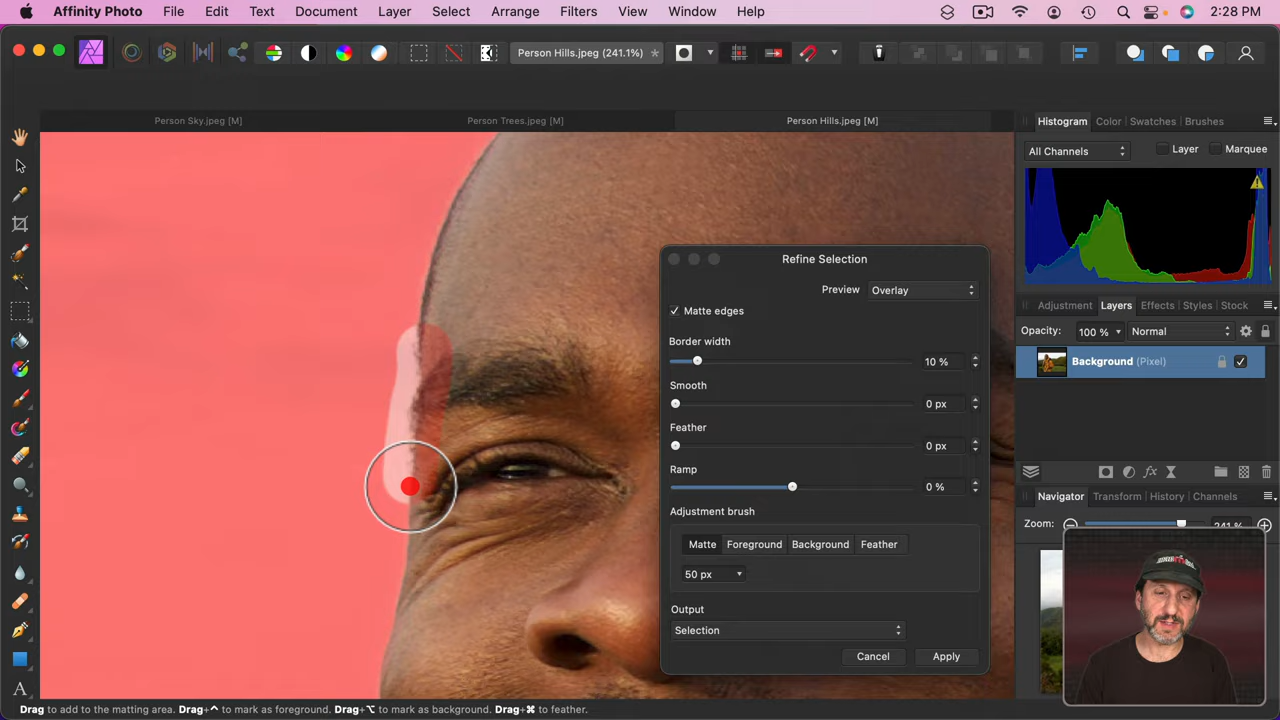 Affinity Photo File Edit Text Document Layer Select Arrange Filters View Window Help 2:28 PM
Person Hills.jpeg (241.1%)
Person Sky.jpeg [M] Person Trees.jpeg [M] Person Hills.jpeg [M]
Histogram Color Swatches Brushes
All Channels Layer Marquee
Refine Selection
Preview Overlay
Matte edges
Border width
10 %
Smooth
0 px
Feather
0 px
Ramp
0 %
Adjustment brush
Matte Foreground Background Feather
50 px
Output
Selection
Cancel Apply
Adjustment Layers Effects Styles Stock
Opacity: 100 % Normal
Background (Pixel)
Navigator Transform History Channels
Zoom: 241 %
Drag to add to the matting area. Drag+⌃ to mark as foreground. Drag+⌥ to mark as background. Drag+⌘ to feather.